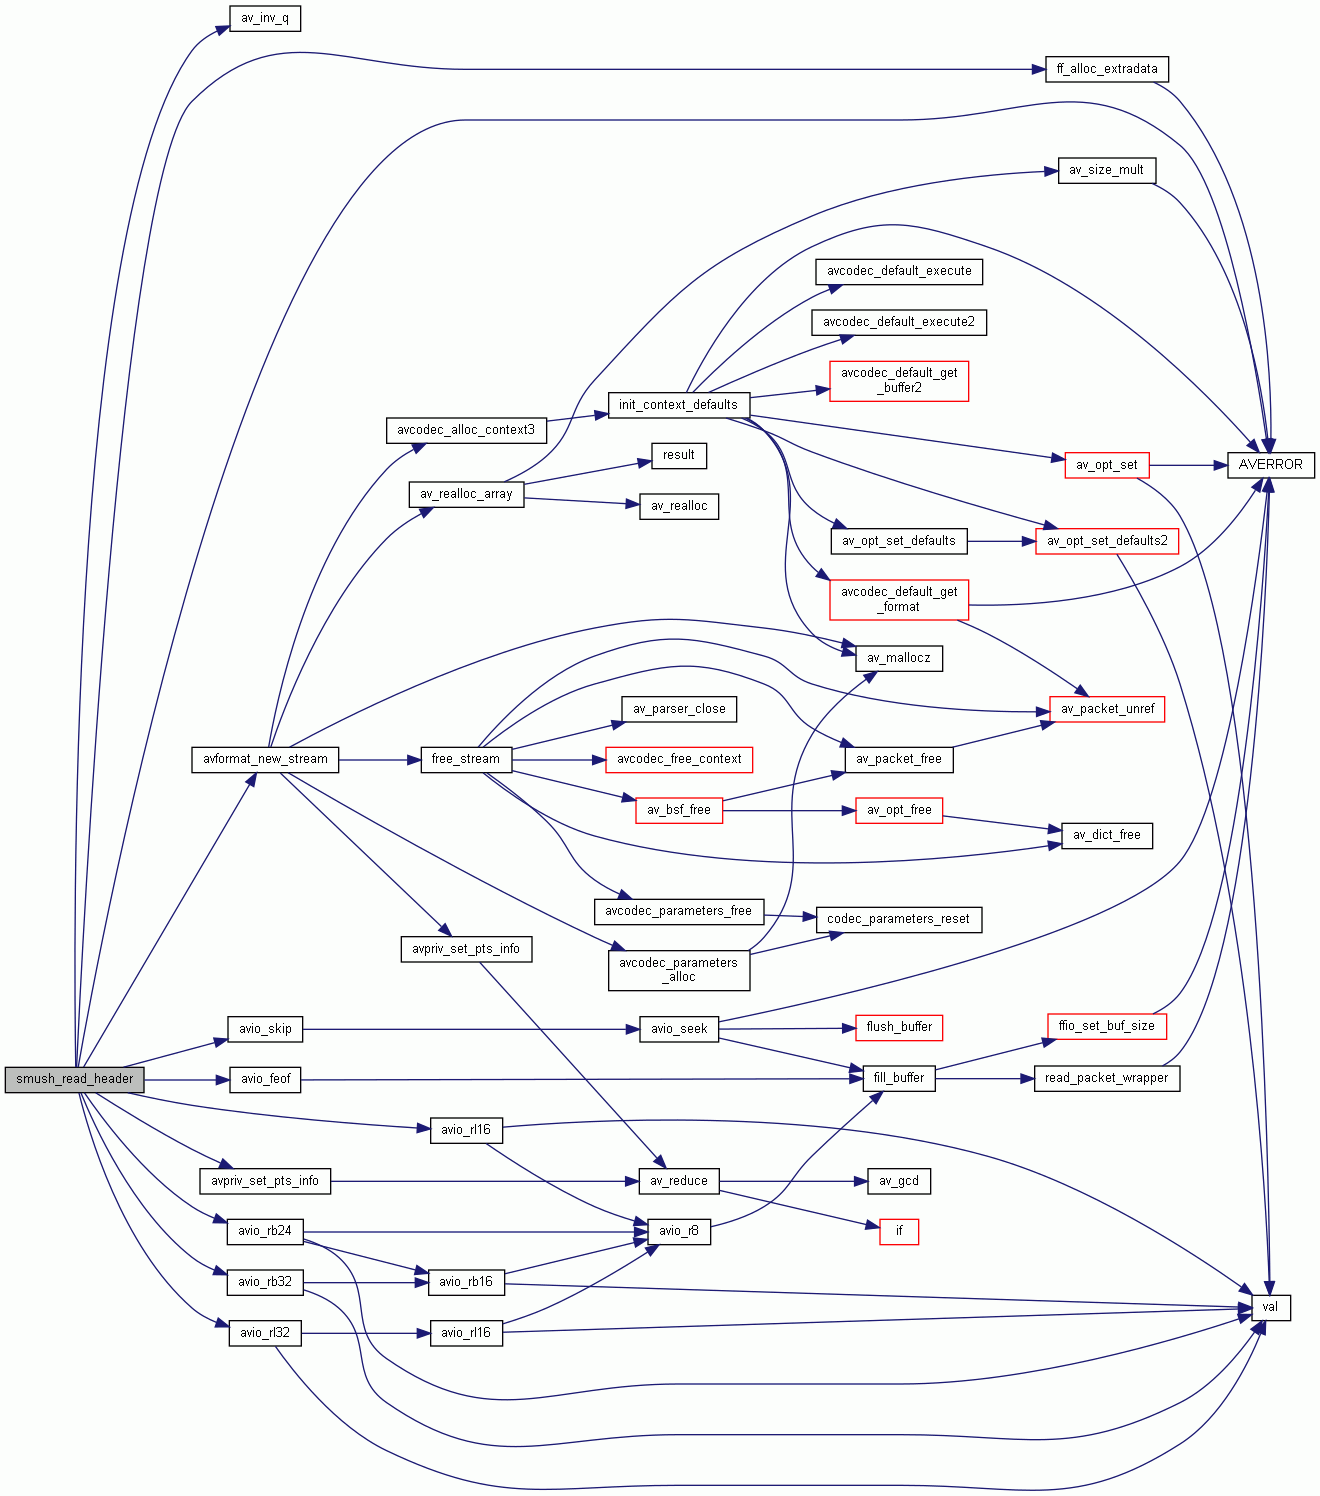 av_inv_q
ff_alloc_extradata
av_size_mult
avcodec_default_execute
avcodec_default_execute2
avcodec_default_get
_buffer2
init_context_defaults
avcodec_alloc_context3
result
av_opt_set
AVERROR
av_realloc_array
av_realloc
av_opt_set_defaults
av_opt_set_defaults2
avcodec_default_get
_format
av_mallocz
av_parser_close
av_packet_unref
avformat_new_stream
free_stream
avcodec_free_context
av_packet_free
av_bsf_free
av_opt_free
av_dict_free
avcodec_parameters_free
codec_parameters_reset
avpriv_set_pts_info
avcodec_parameters
_alloc
avio_skip
avio_seek
flush_buffer
ffio_set_buf_size
smush_read_header
avio_feof
fill_buffer
read_packet_wrapper
avio_rl16
avpriv_set_pts_info
av_reduce
av_gcd
avio_rb24
avio_r8
if
avio_rb32
avio_rb16
val
avio_rl32
avio_rl16